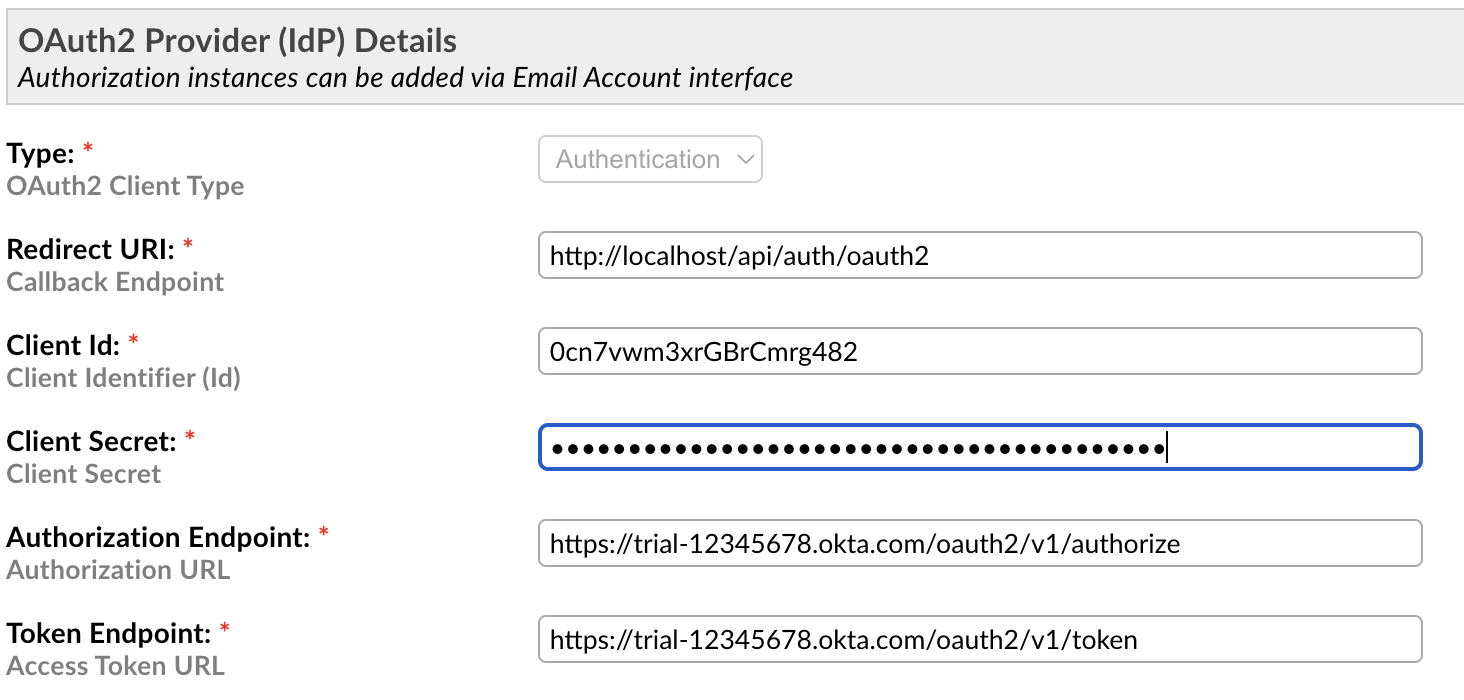 OAuth2 Provider (IdP) Details
Authorization instances can be added via Email Account interface
Type: *
Authentication
OAuth2 Client Type
Redirect URI: *
http://localhost/api/auth/oauth2
Callback Endpoint
Client Id: *
0cn7vwm3xrGBrCmrg482
Client Identifier (Id)
Client Secret: *
••••••••••••••••••••••••••••••••••••••••
Client Secret
Authorization Endpoint: *
https://trial-12345678.okta.com/oauth2/v1/authorize
Authorization URL
Token Endpoint: *
https://trial-12345678.okta.com/oauth2/v1/token
Access Token URL